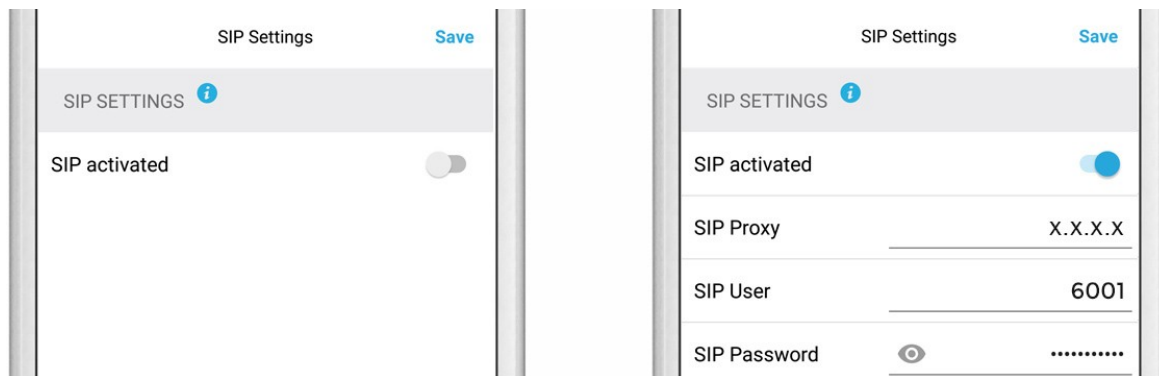 SIP Settings Save
SIP SETTINGS i
SIP activated
SIP Settings Save
SIP SETTINGS i
SIP activated
SIP Proxy X.X.X.X
SIP User 6001
SIP Password •••••••••••